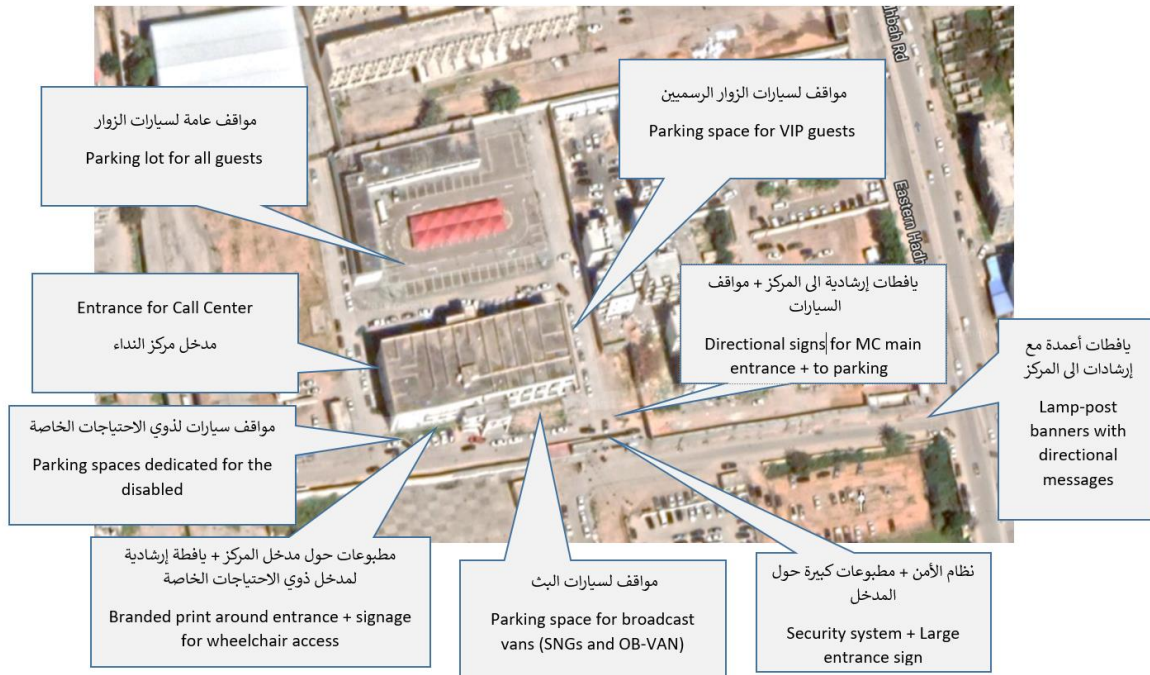 hbah Rd
مواقف لسيارات الزوار الرسميين
Parking space for VIP guests
مواقف عامة لسيارات الزوار
Parking lot for all guests
Eastern Hadh
يافطات إرشادية الى المركز + مواقف
السيارات
Directional signs for MC main
entrance + to parking
Entrance for Call Center
مدخل مركز النداء
يافطات أعمدة مع
إرشادات الى المركز
Lamp-post
banners with
directional
messages
مواقف سيارات لذوي الاحتياجات الخاصة
Parking spaces dedicated for the
disabled
مطبوعات حول مدخل المركز + يافطة إرشادية
لمدخل ذوي الاحتياجات الخاصة
Branded print around entrance + signage
for wheelchair access
مواقف لسيارات البث
Parking space for broadcast
vans (SNGs and OB-VAN)
نظام الأمن + مطبوعات كبيرة حول
المدخل
Security system + Large
entrance sign